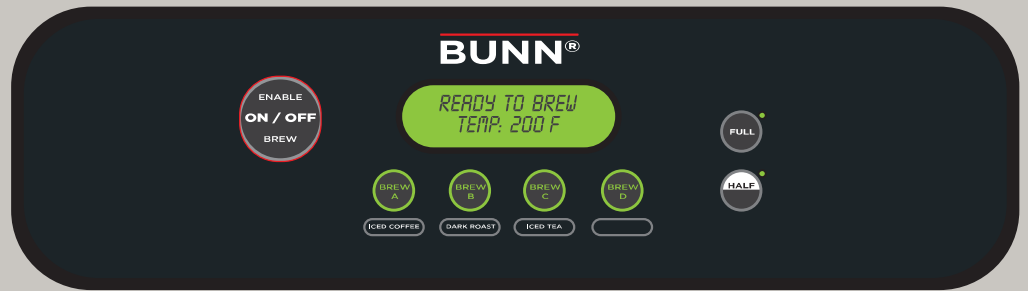 BUNN®
ENABLE
ON / OFF
BREW
READY TO BREW
TEMP: 200 F
FULL
HALF
BREW
A
BREW
B
BREW
C
BREW
D
ICED COFFEE
DARK ROAST
ICED TEA